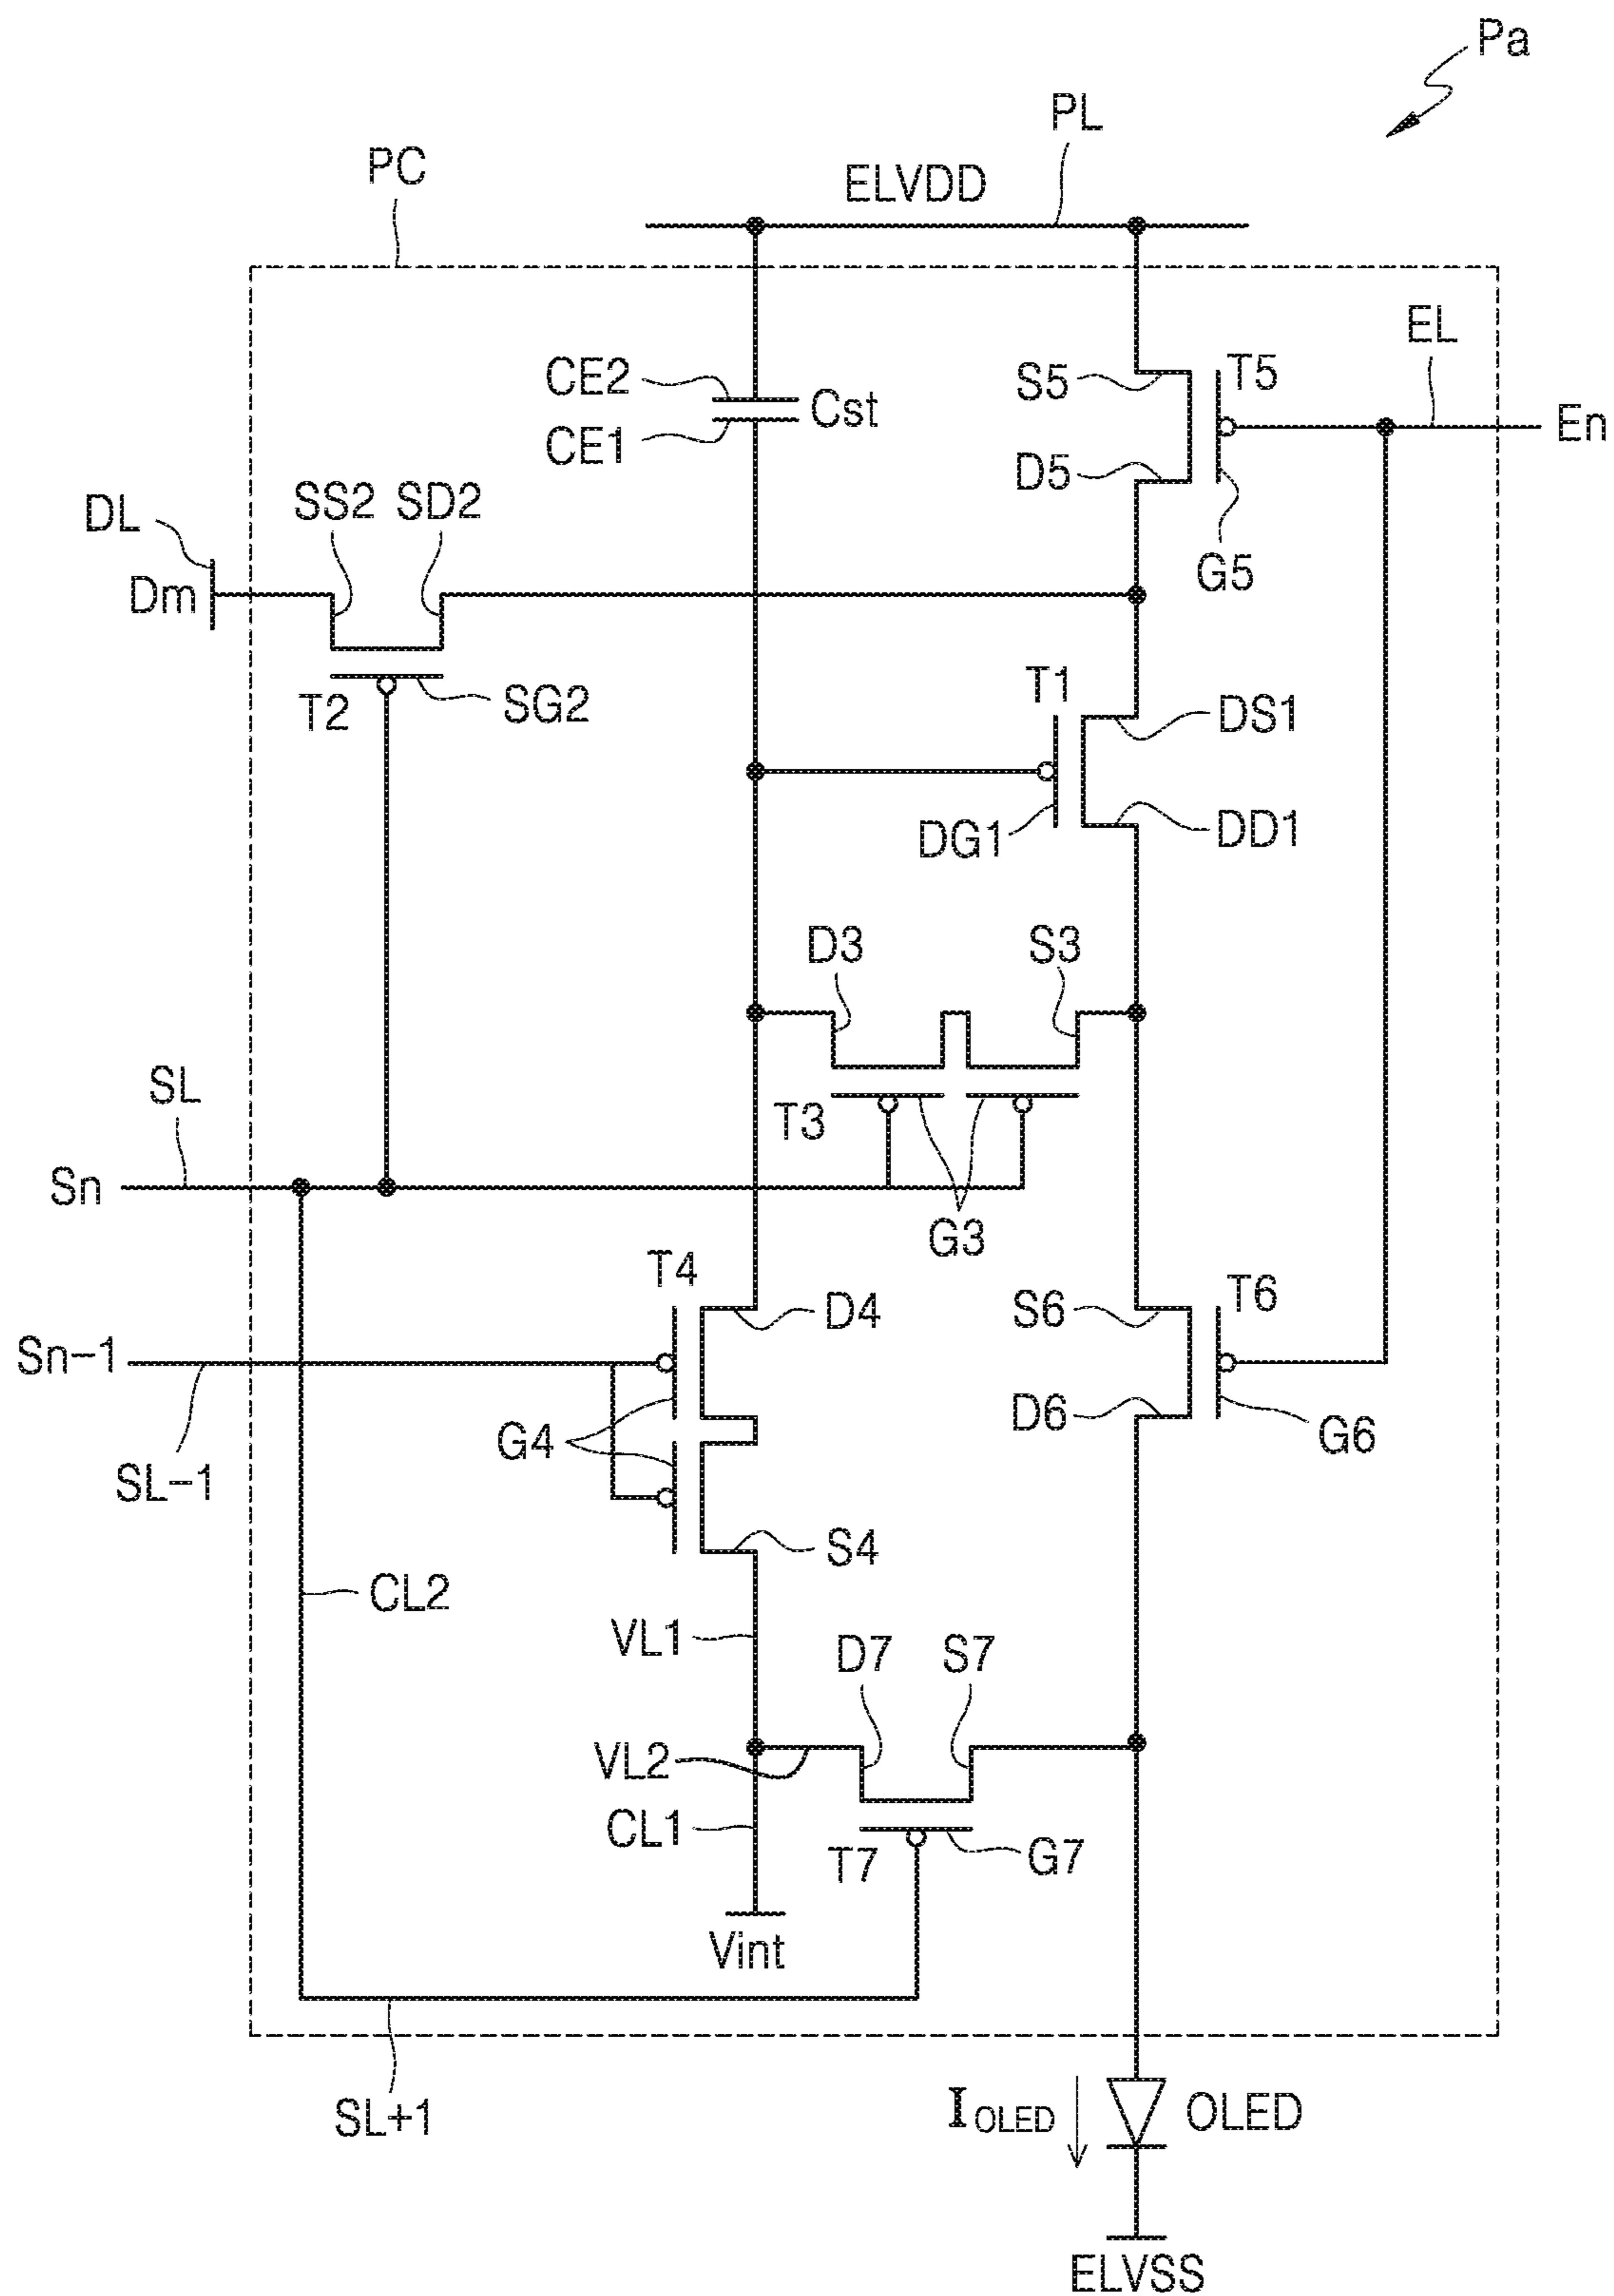 Pa
PL
PC
ELVDD
EL
CE2
Cst
S5
T5
En
CE1
D5
DL
SS2
SD2
G5
Dm
T1
T2
SG2
DS1
DG1
DD1
D3
S3
SL
T3
Sn
G3
T4
T6
D4
S6
Sn-1
D6
G4
G6
SL-1
S4
CL2
VL1
D7
S7
VL2
CL1
T7
G7
Vint
SL+1
IOLED
OLED
ELVSS